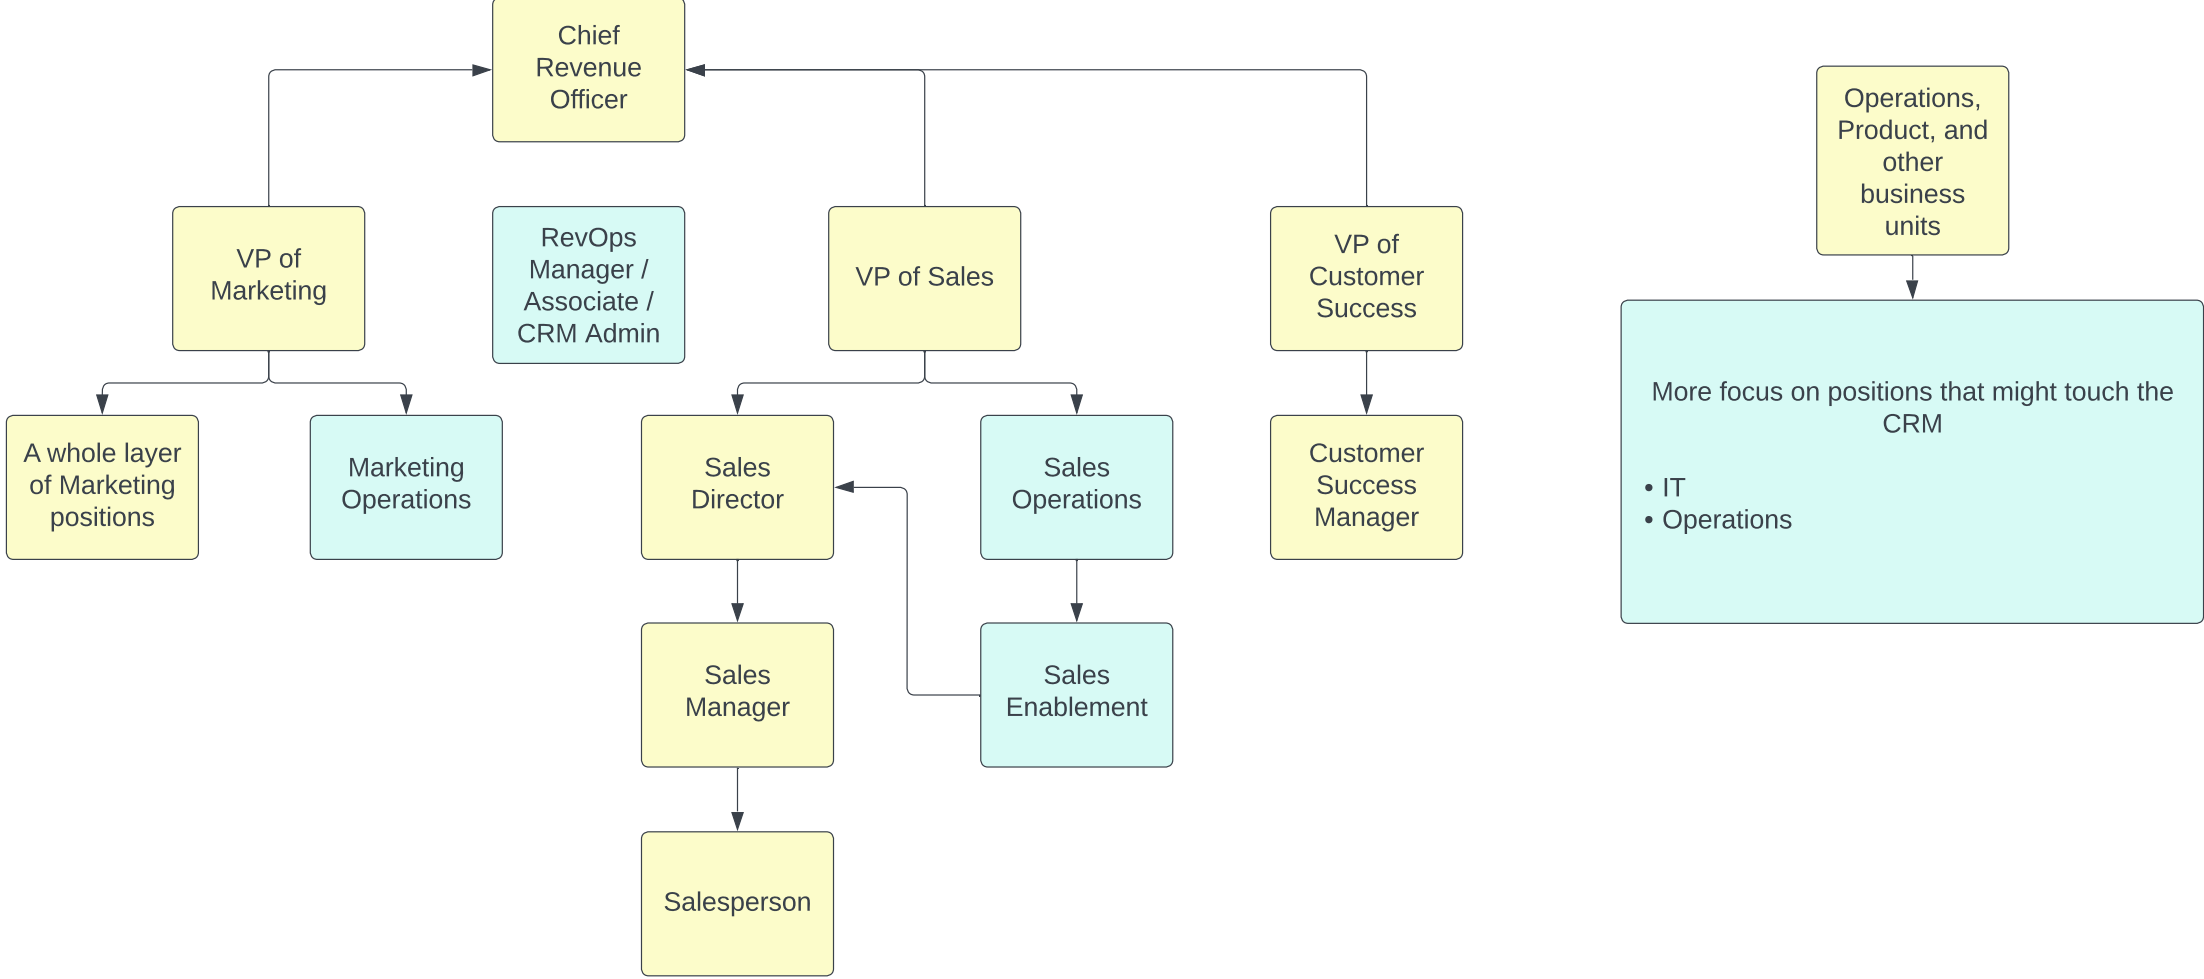 Chief
Revenue
Officer
Operations,
Product, and
other
business
units
VP of
Marketing
RevOps
Manager /
Associate /
CRM Admin
VP of Sales
VP of
Customer
Success
A whole layer
of Marketing
positions
Marketing
Operations
Sales
Director
Sales
Operations
Customer
Success
Manager
More focus on positions that might touch the
CRM
• IT
• Operations
Sales
Manager
Sales
Enablement
Salesperson